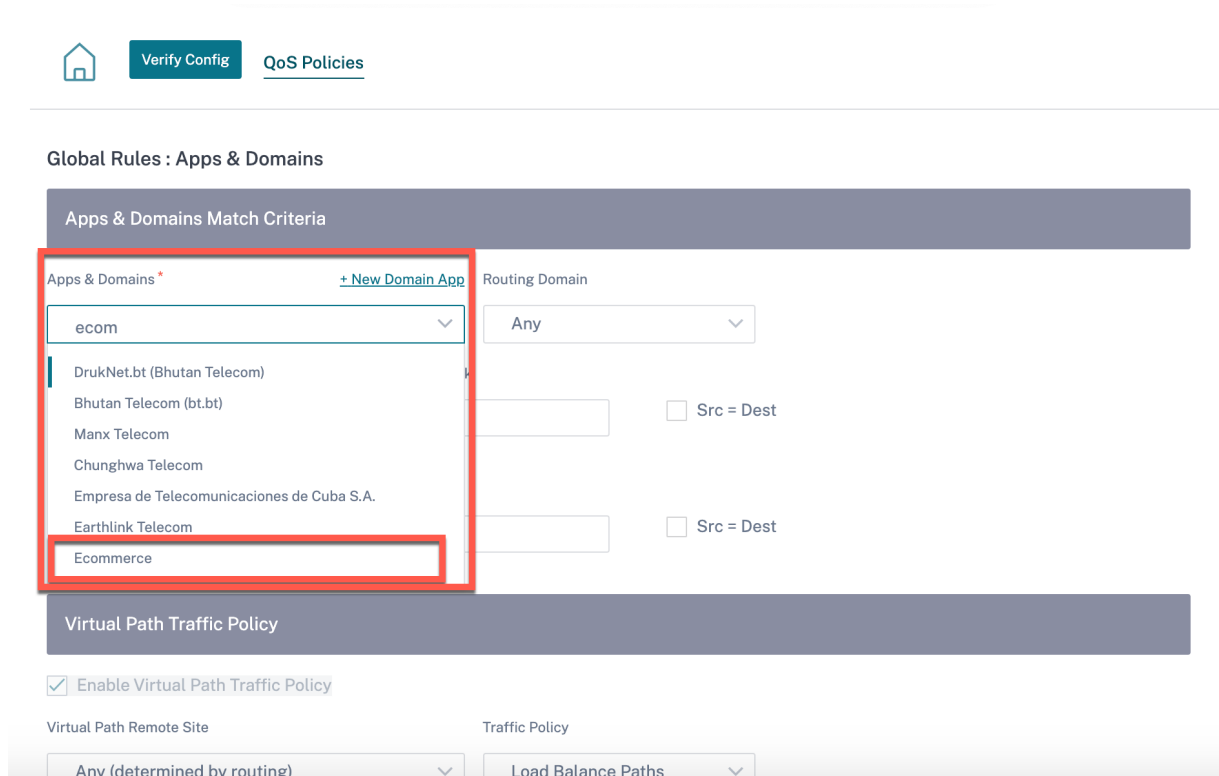 Verify Config
QoS Policies
Global Rules : Apps & Domains
Apps & Domains Match Criteria
Apps & Domains *
+ New Domain App
Routing Domain
ecom
Any
DrukNet.bt (Bhutan Telecom)
Bhutan Telecom (bt.bt)
Manx Telecom
Chunghwa Telecom
Empresa de Telecomunicaciones de Cuba S.A.
Earthlink Telecom
Ecommerce
Src = Dest
Src = Dest
Virtual Path Traffic Policy
Enable Virtual Path Traffic Policy
Virtual Path Remote Site
Traffic Policy
Any (determined by routing)
Load Balance Paths